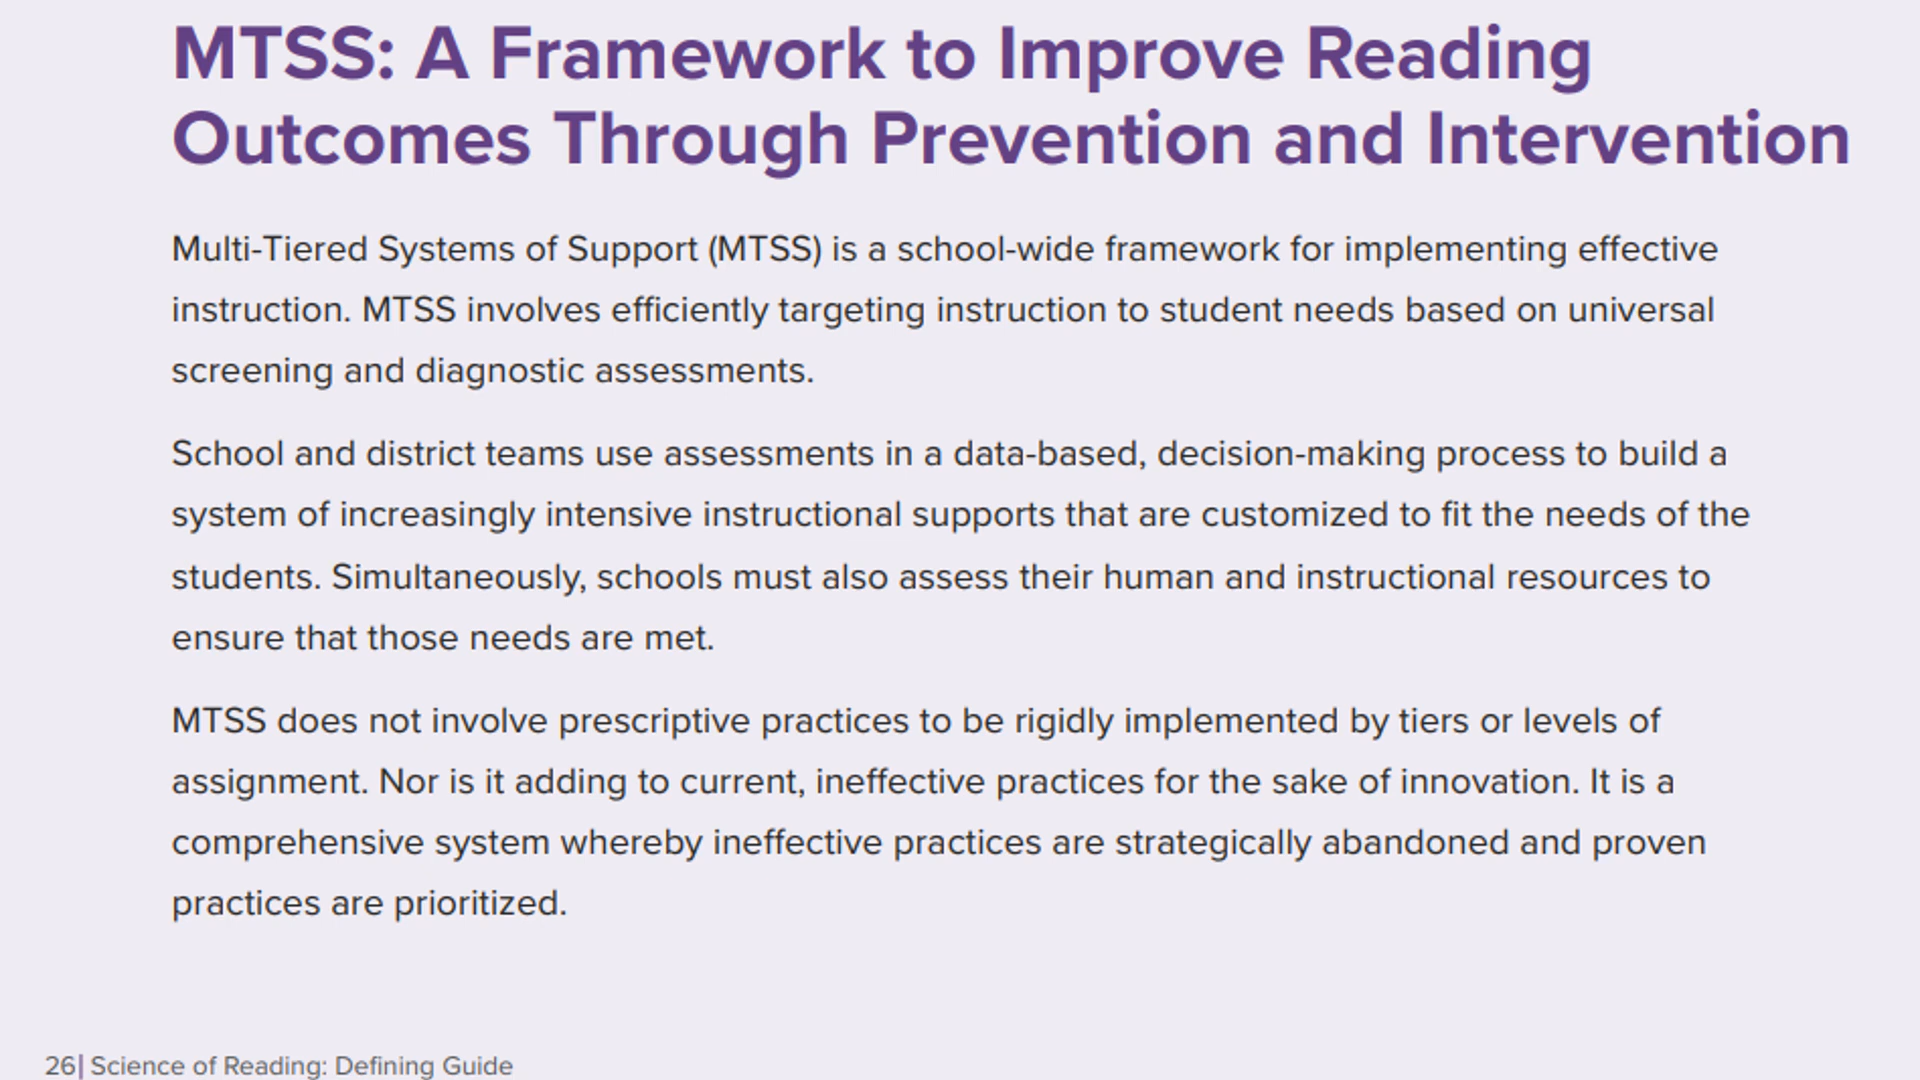 MTSS: A Framework to Improve Reading
Outcomes Through Prevention and Intervention
Multi-Tiered Systems of Support (MTSS) is a school-wide framework for implementing effective
instruction. MTSS involves efficiently targeting instruction to student needs based on universal
screening and diagnostic assessments.
School and district teams use assessments in a data-based, decision-making process to build a
system of increasingly intensive instructional supports that are customized to fit the needs of the
students. Simultaneously, schools must also assess their human and instructional resources to
ensure that those needs are met.
MTSS does not involve prescriptive practices to be rigidly implemented by tiers or levels of
assignment. Nor is it adding to current, ineffective practices for the sake of innovation. It is a
comprehensive system whereby ineffective practices are strategically abandoned and proven
practices are prioritized.
26| Science of Reading: Defining Guide